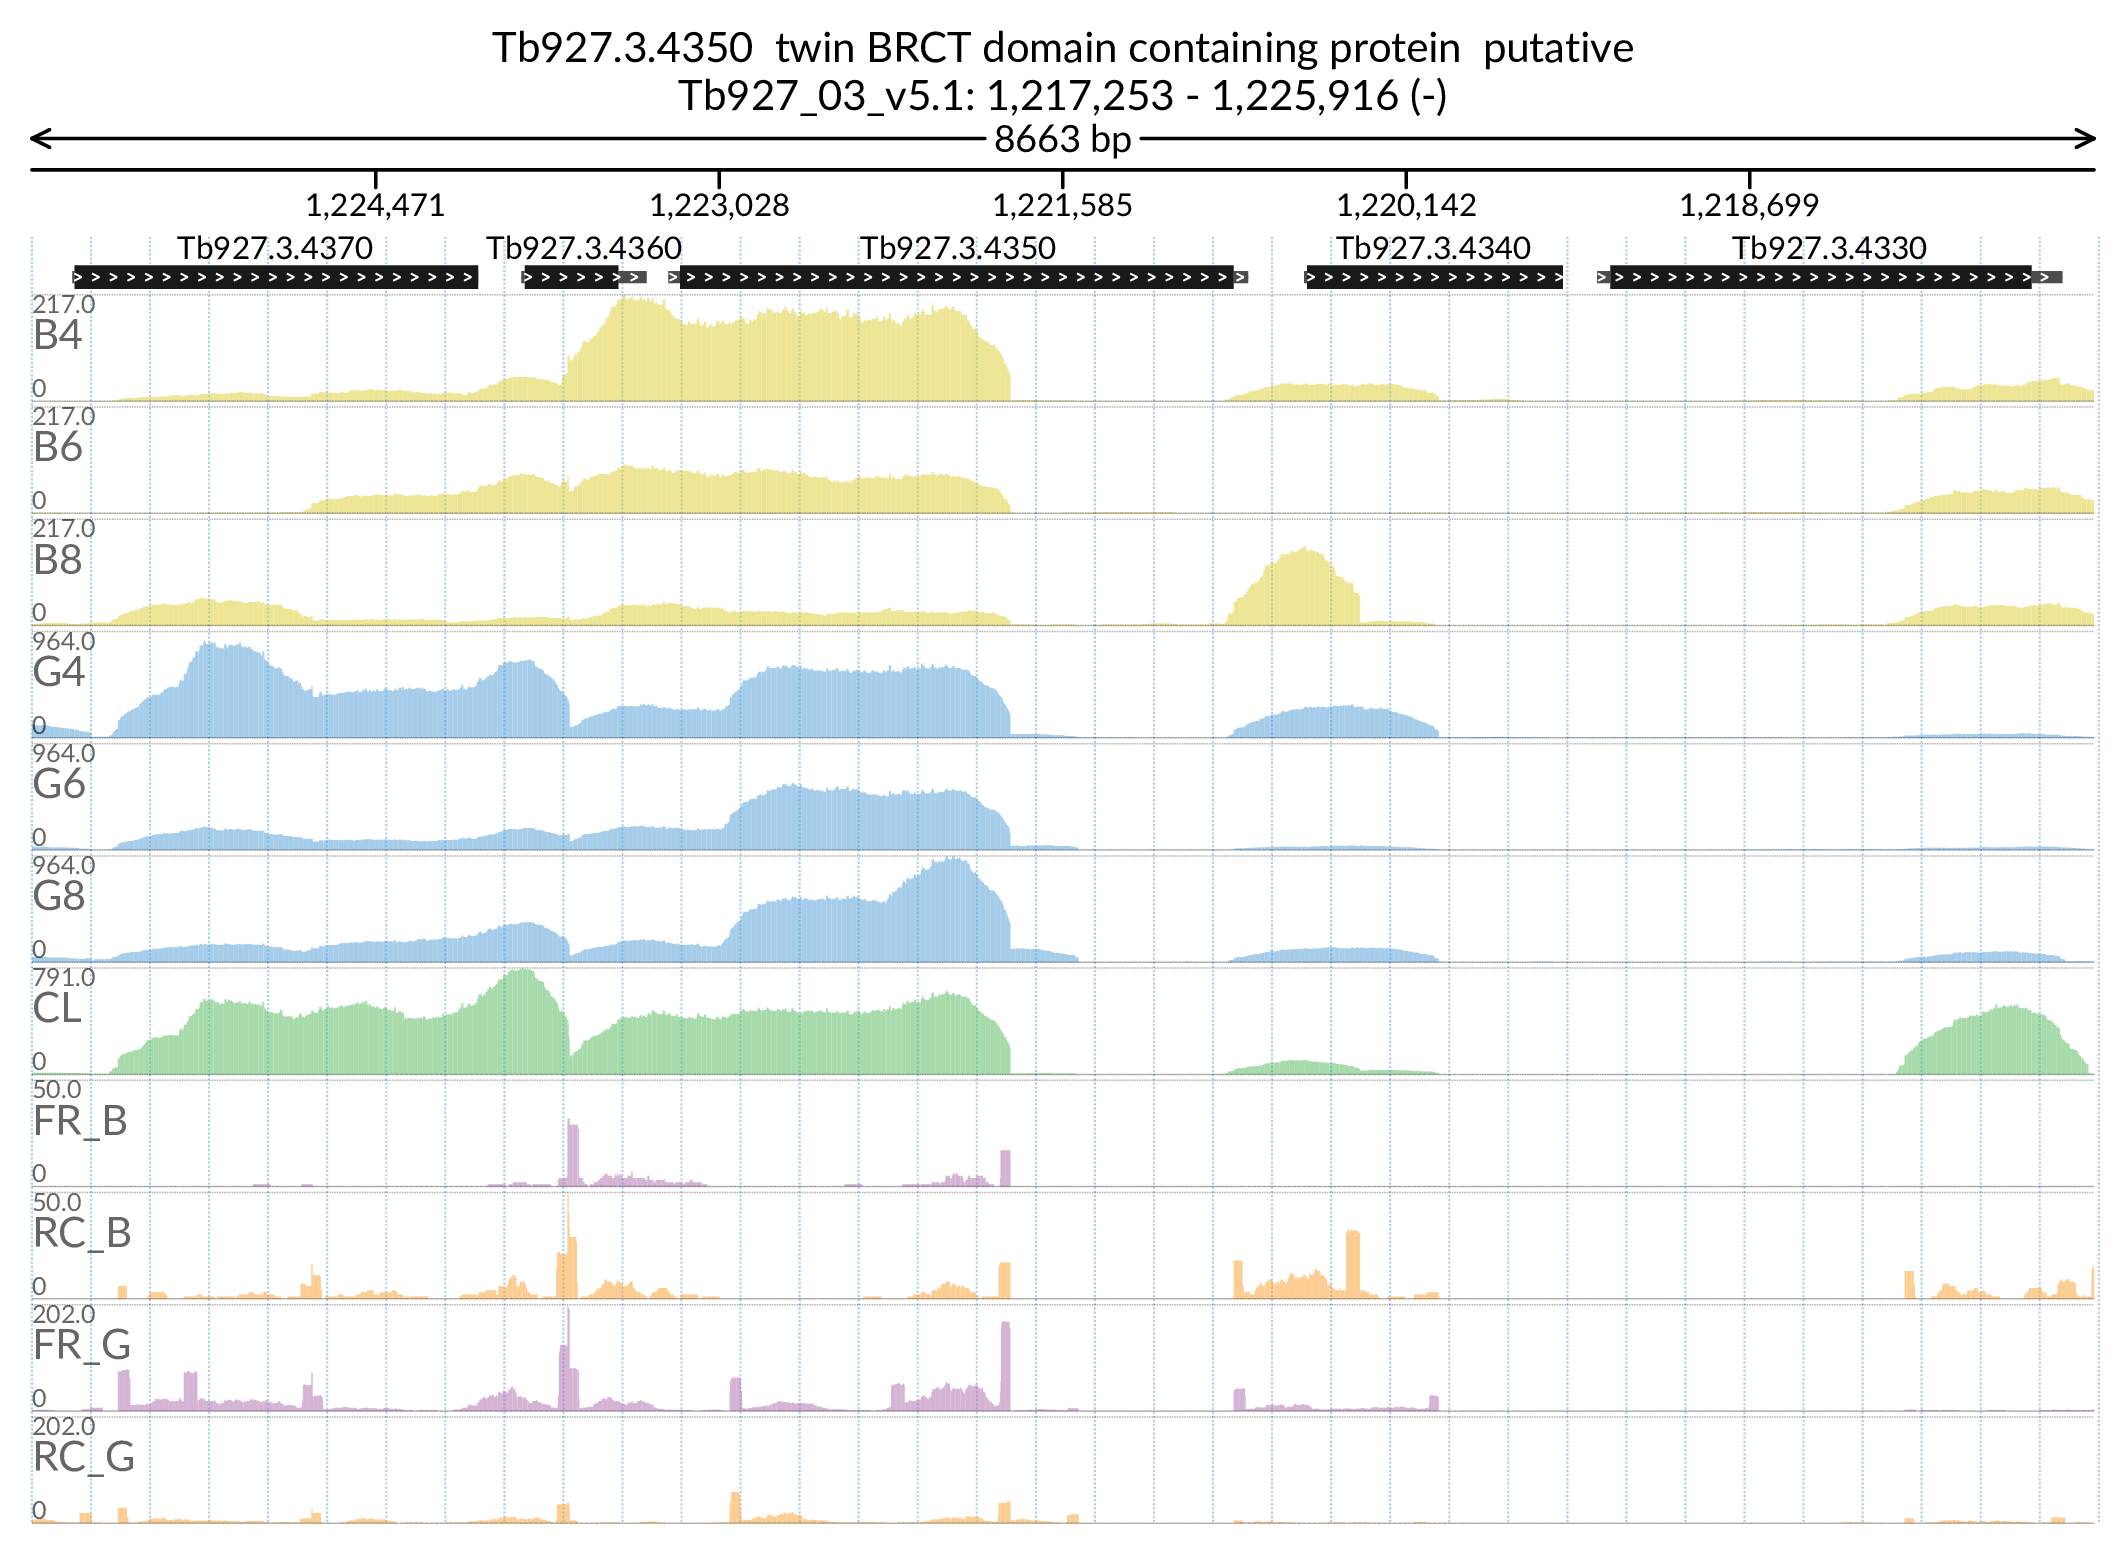 Tb927.3.4350  twin BRCT domain containing protein  putative
Tb927_03_v5.1: 1,217,253 - 1,225,916 (-)
8663 bp
1,224,471 1,223,028 1,221,585 1,220,142 1,218,699
Tb927.3.4370 Tb927.3.4360 Tb927.3.4350 Tb927.3.4340 Tb927.3.4330
217.0
B4
0
217.0
B6
0
217.0
B8
0
964.0
G4
0
964.0
G6
0
964.0
G8
0
791.0
CL
0
50.0
FR_B
0
50.0
RC_B
0
202.0
FR_G
0
202.0
RC_G
0